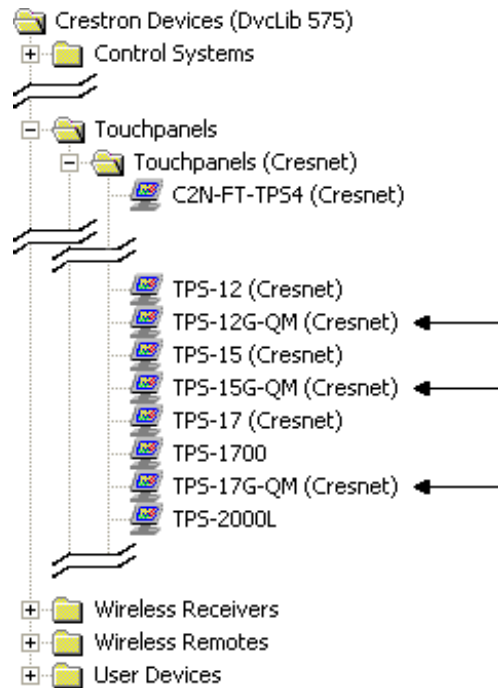 Crestron Devices (DvcLib 575)
Control Systems
Touchpanels
Touchpanels (Cresnet)
C2N-FT-TPS4 (Cresnet)
TPS-12 (Cresnet)
TPS-12G-QM (Cresnet)
TPS-15 (Cresnet)
TPS-15G-QM (Cresnet)
TPS-17 (Cresnet)
TPS-1700
TPS-17G-QM (Cresnet)
TPS-2000L
Wireless Receivers
Wireless Remotes
User Devices